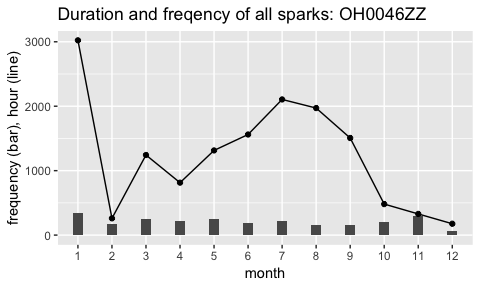 Duration and freqency of all sparks: OH0046ZZ
frequency (bar), hour (line)
3000
2000
1000
0
1 2 3 4 5 6 7 8 9 10 11 12
month